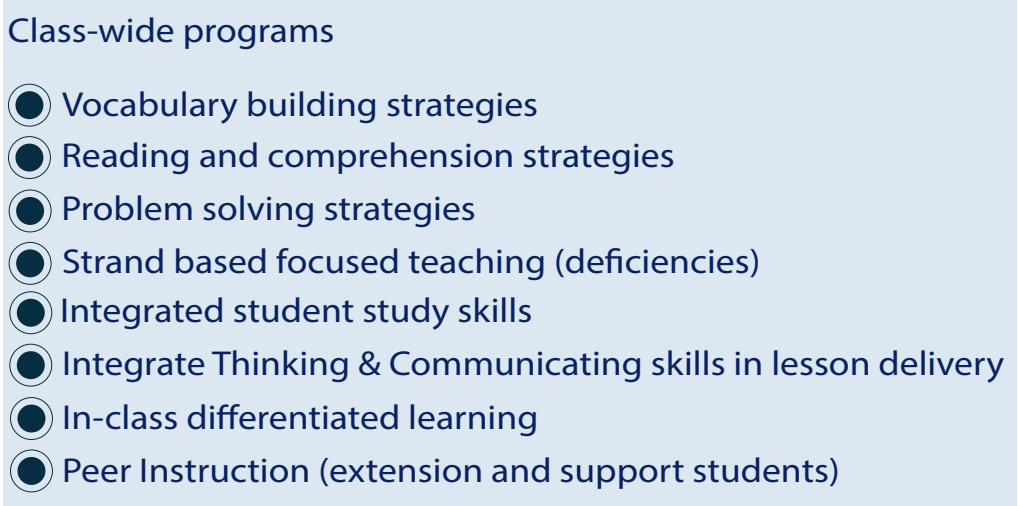 Class-wide programs
Vocabulary building strategies
Reading and comprehension strategies
Problem solving strategies
Strand based focused teaching (deficiencies)
Integrated student study skills
Integrate Thinking & Communicating skills in lesson delivery
In-class differentiated learning
Peer Instruction (extension and support students)